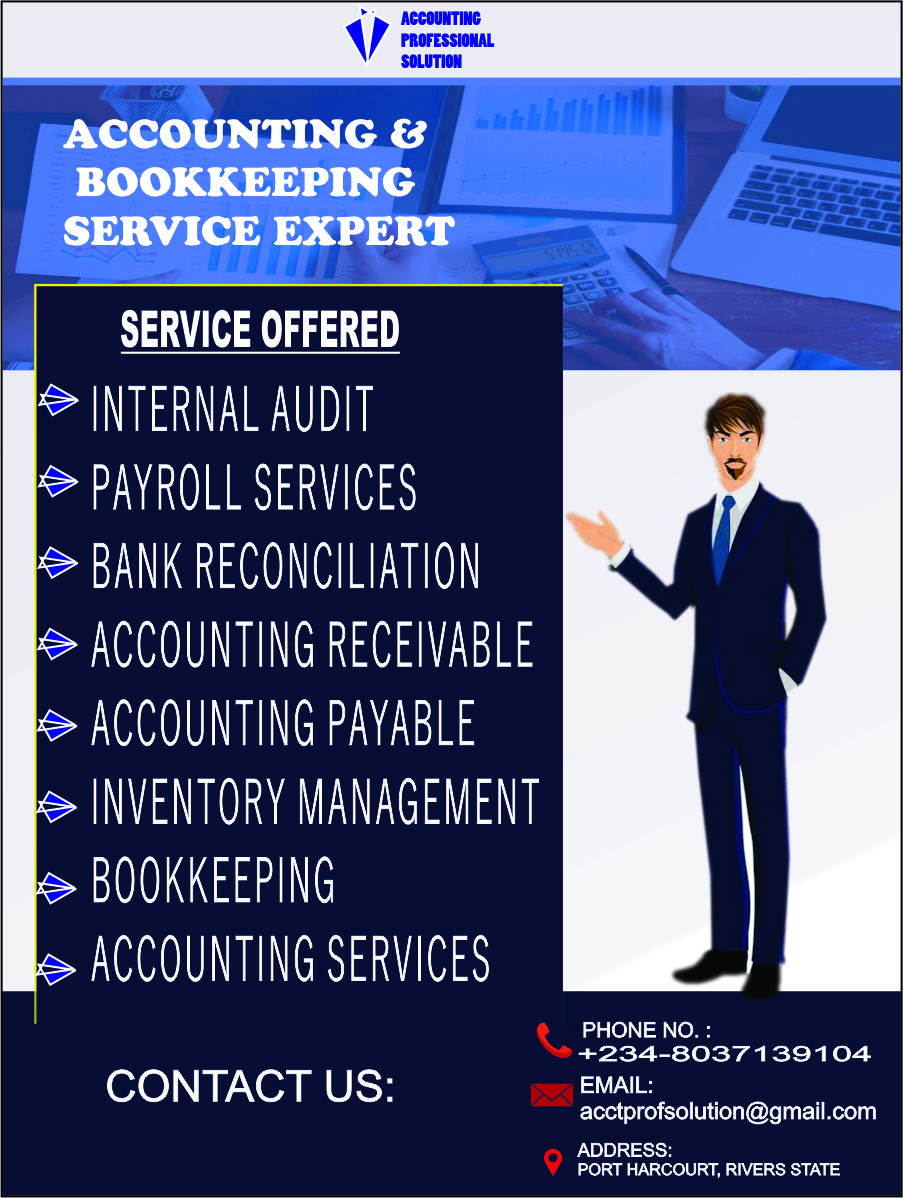 ACCOUNTING
PROFESSIONAL
SOLUTION
ACCOUNTING &
BOOKKEEPING
SERVICE EXPERT
SERVICE OFFERED
INTERNAL AUDIT
PAYROLL SERVICES
BANK RECONCILIATION
ACCOUNTING RECEIVABLE
ACCOUNTING PAYABLE
INVENTORY MANAGEMENT
BOOKKEEPING
ACCOUNTING SERVICES
CONTACT US:
PHONE NO. :
+234-8037139104
EMAIL:
acctprofsolution@gmail.com
ADDRESS:
PORT HARCOURT, RIVERS STATE